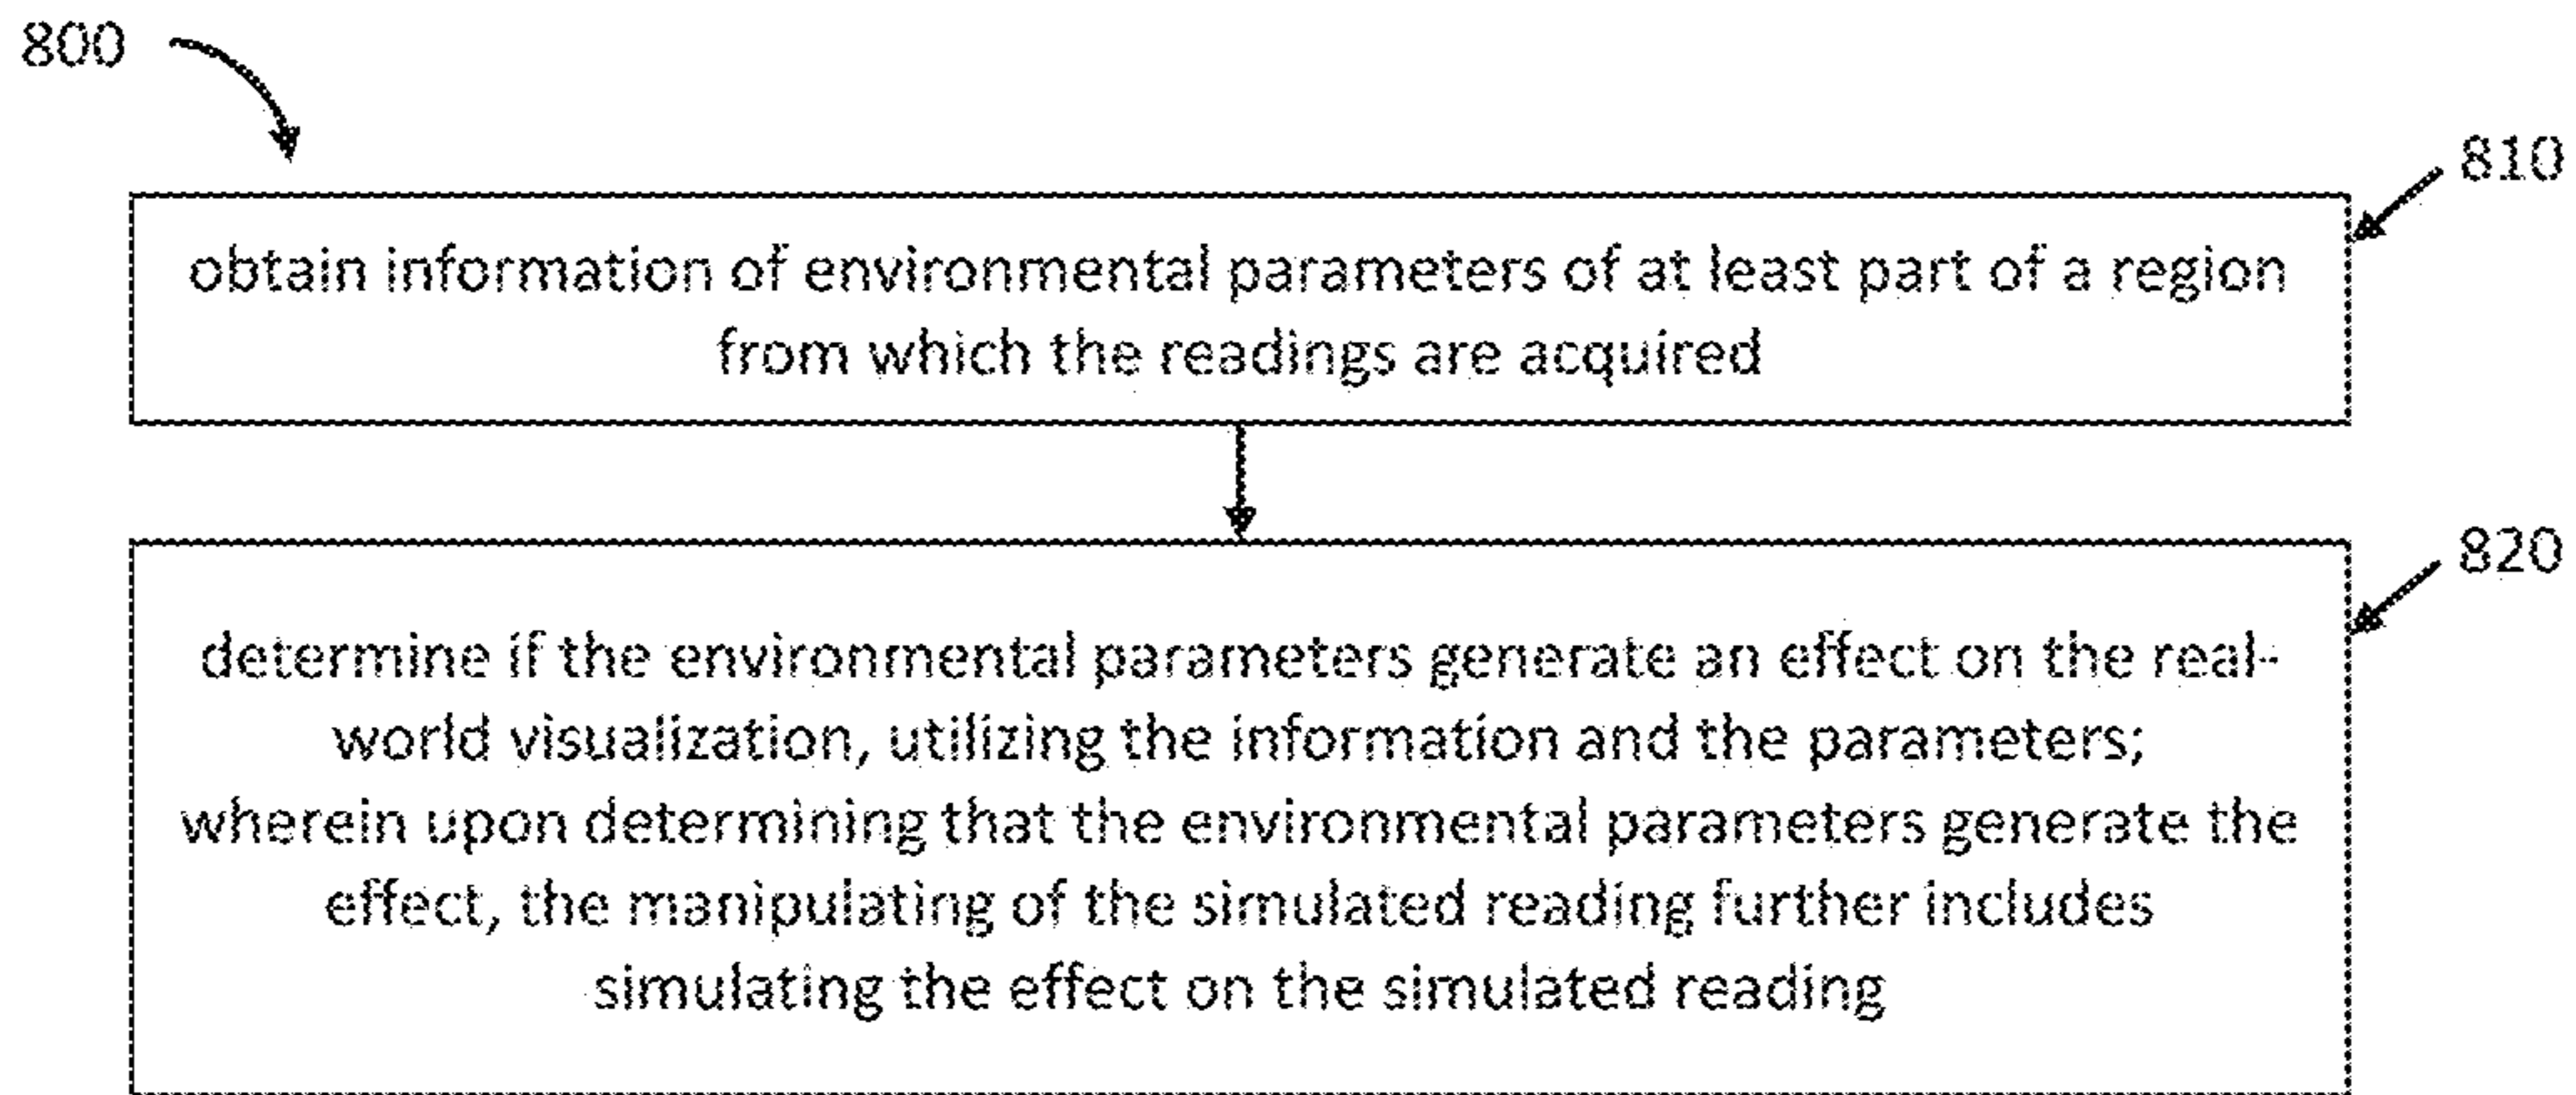 800
810
obtain information of environmental parameters of at least part of a region
from which the readings are acquired
820
determine if the environmental parameters generate an effect on the real-
world visualization, utilizing the information and the parameters;
wherein upon determining that the environmental parameters generate the
effect, the manipulating of the simulated reading further includes
simulating the effect on the simulated reading